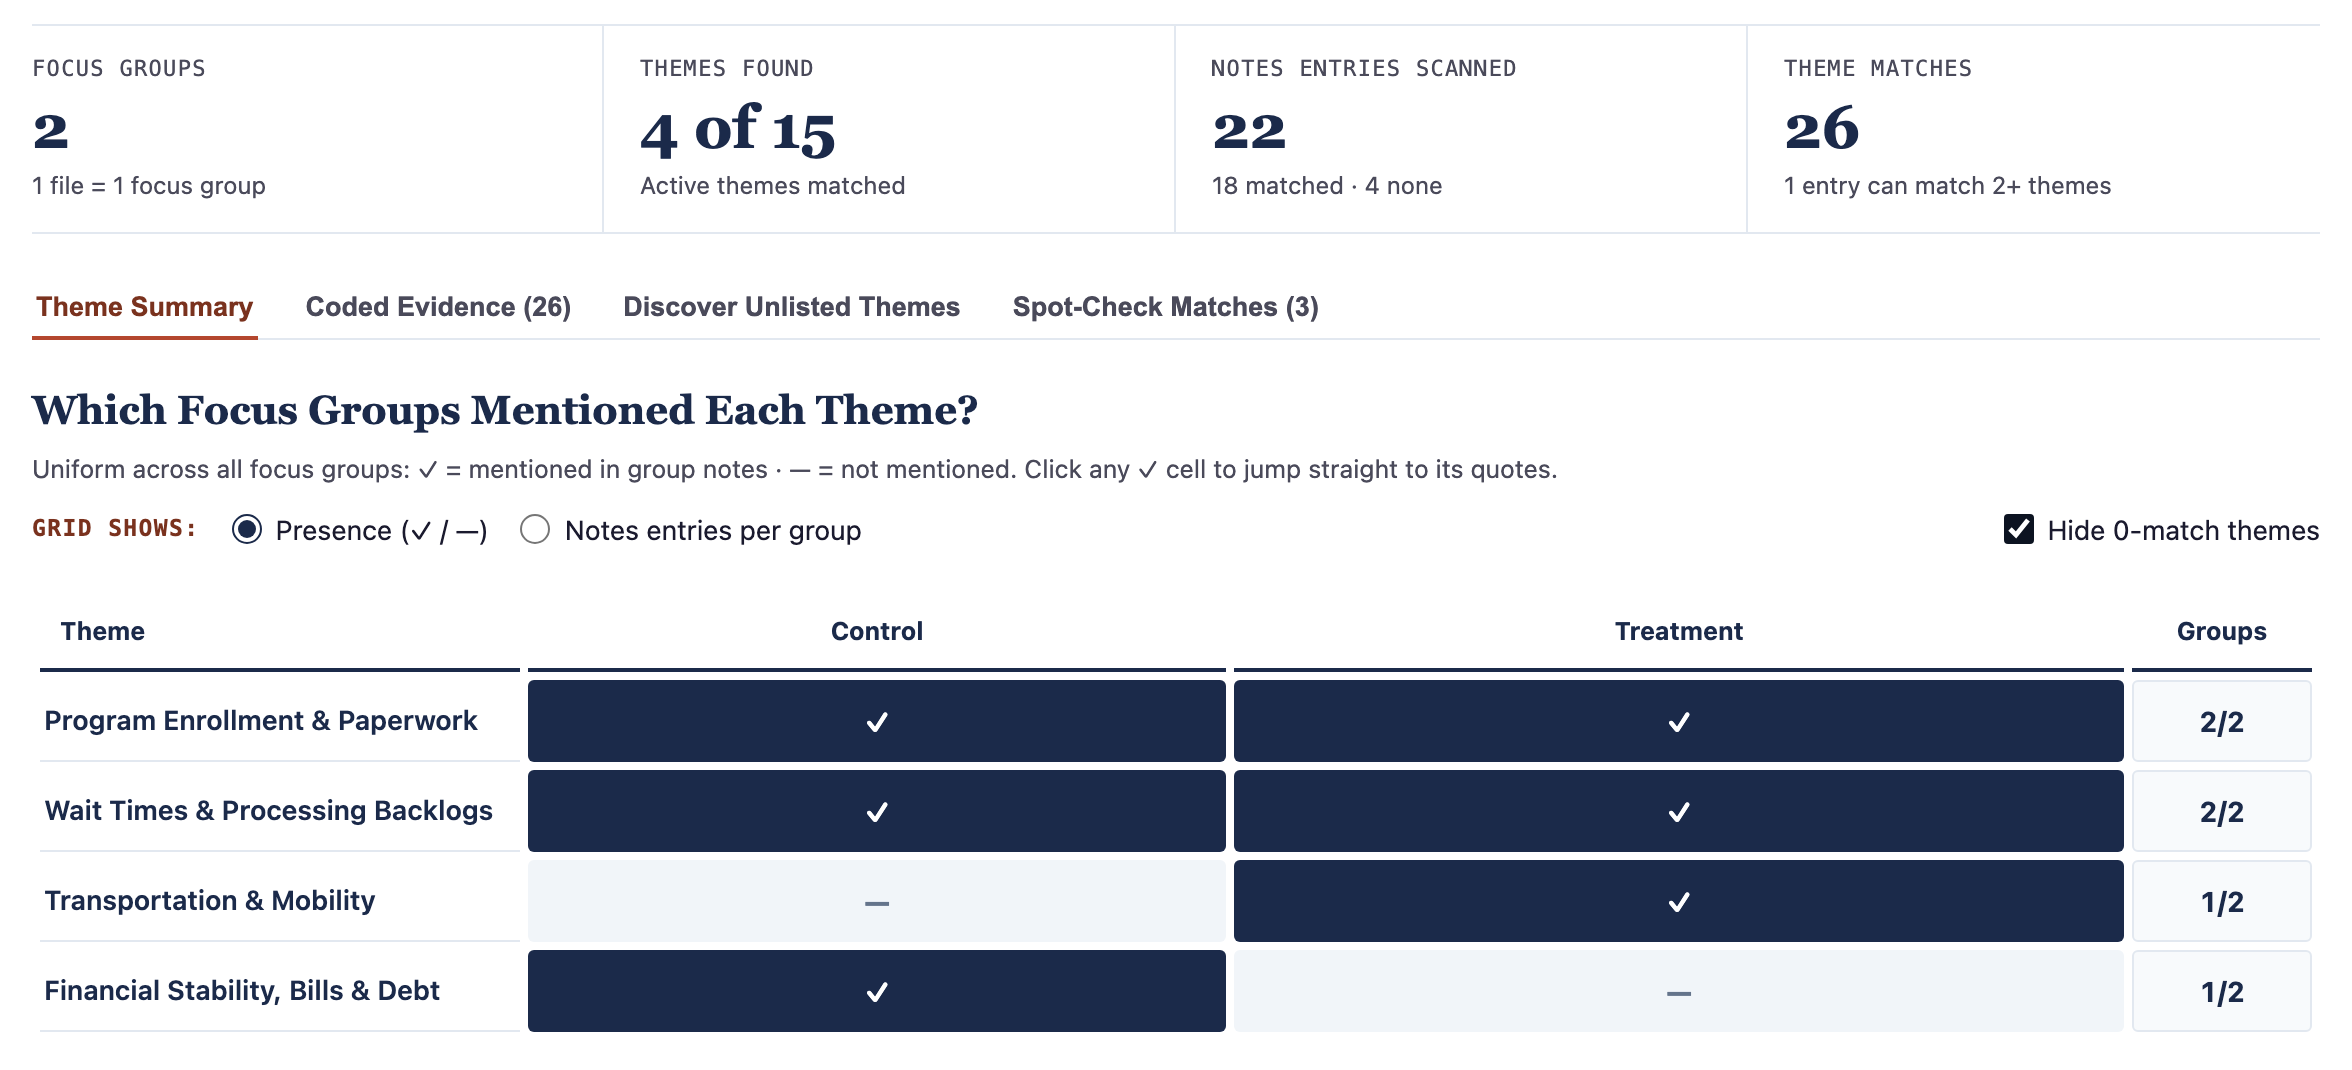 FOCUS GROUPS
2
1 file = 1 focus group
THEMES FOUND
4 of 15
Active themes matched
NOTES ENTRIES SCANNED
22
18 matched · 4 none
THEME MATCHES
26
1 entry can match 2+ themes
Theme Summary Coded Evidence (26) Discover Unlisted Themes Spot-Check Matches (3)
Which Focus Groups Mentioned Each Theme?
Uniform across all focus groups: ✓ = mentioned in group notes · — = not mentioned. Click any ✓ cell to jump straight to its quotes.
GRID SHOWS: Presence (✓ / —) Notes entries per group Hide 0-match themes
Theme Control Treatment Groups
Program Enrollment & Paperwork ✓ ✓ 2/2
Wait Times & Processing Backlogs ✓ ✓ 2/2
Transportation & Mobility — ✓ 1/2
Financial Stability, Bills & Debt ✓ — 1/2